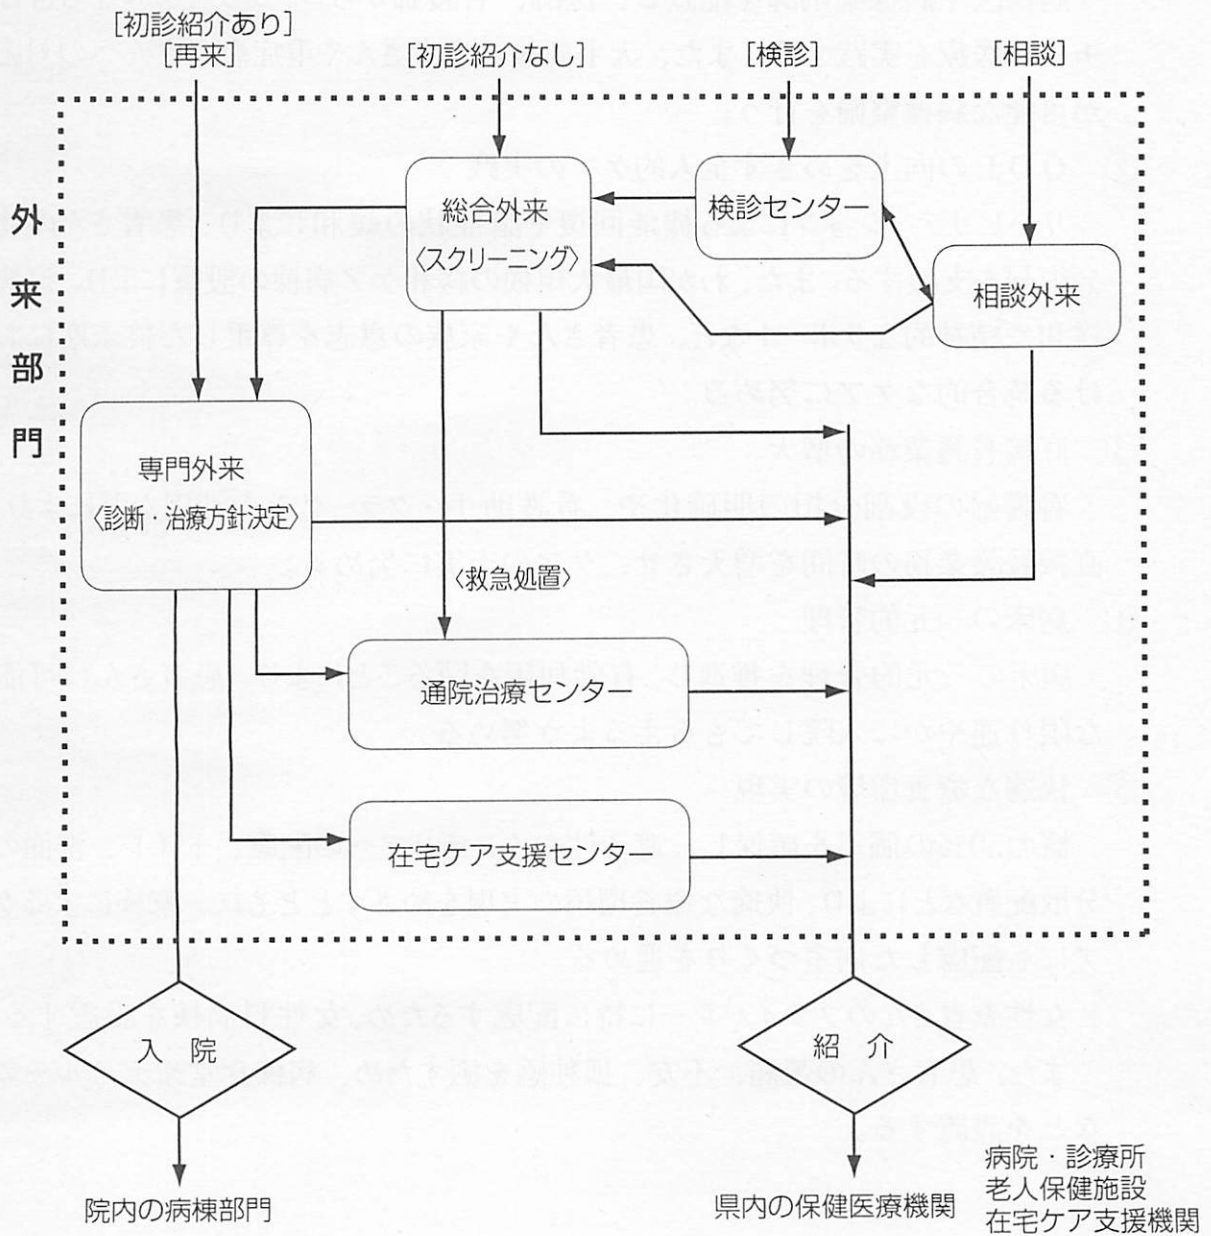 [初診紹介あり]
[再来]
[初診紹介なし]
[検診]
[相談]
外来部門
総合外来
〈スクリーニング〉
検診センター
相談外来
専門外来
〈診断・治療方針決定〉
〈救急処置〉
通院治療センター
在宅ケア支援センター
入 院
紹 介
院内の病棟部門
県内の保健医療機関
病院・診療所
老人保健施設
在宅ケア支援機関